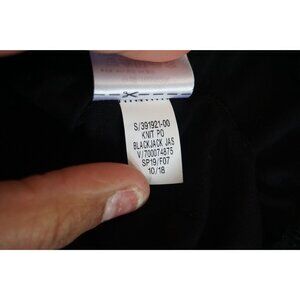 S/391921-00
KNIT PO
BLACKJACK JAS
V/700074875
SP19/F07
10/18